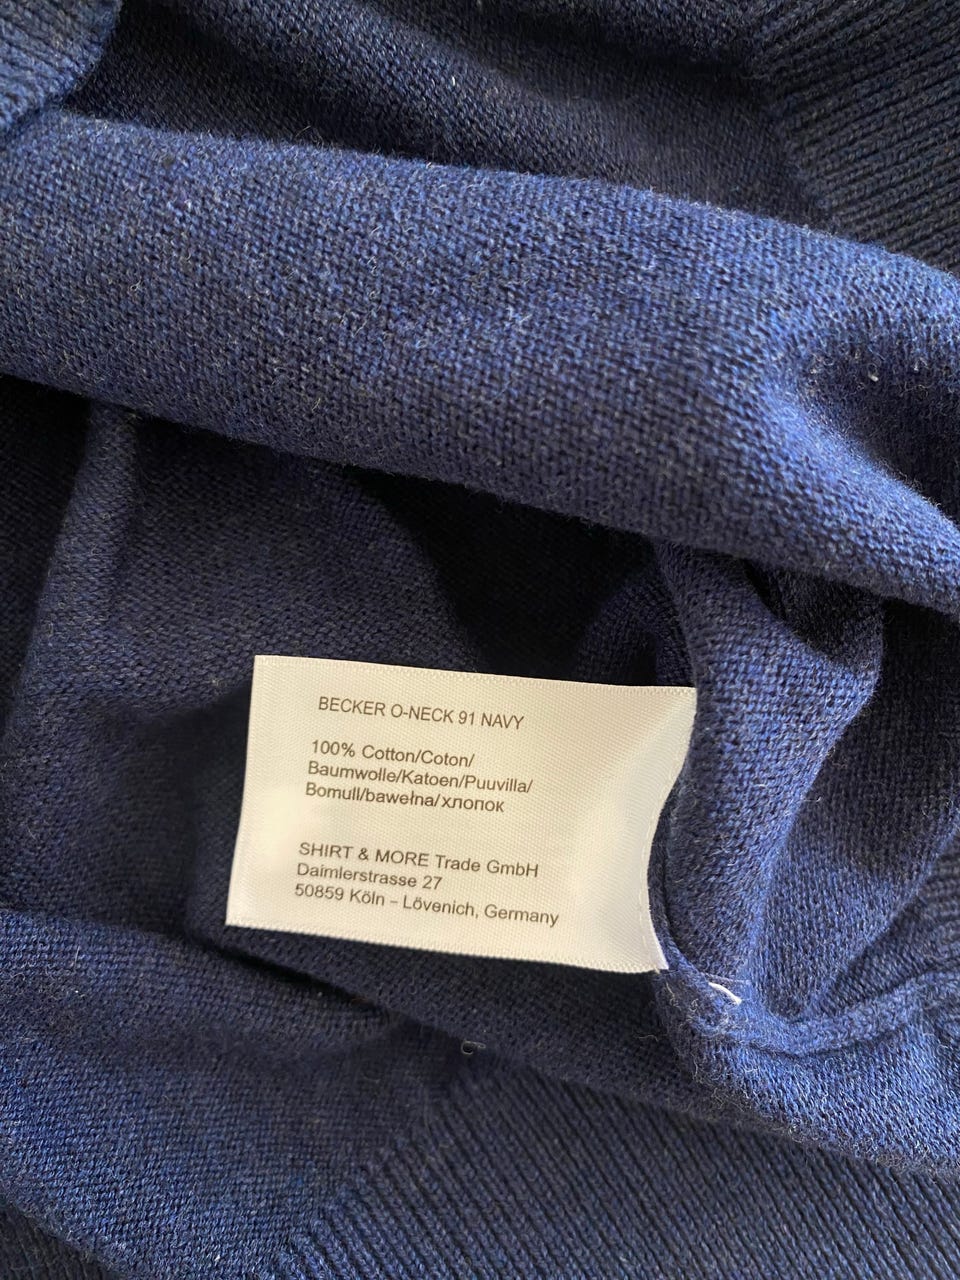 BECKER O-NECK 91 NAVY
100% Cotton/Coton/
Baumwolle/Katoen/Puuvilla/
Bomull/bawełna/хлопок
SHIRT & MORE Trade GmbH
Daimlerstrasse 27
50859 Köln – Lövenich, Germany